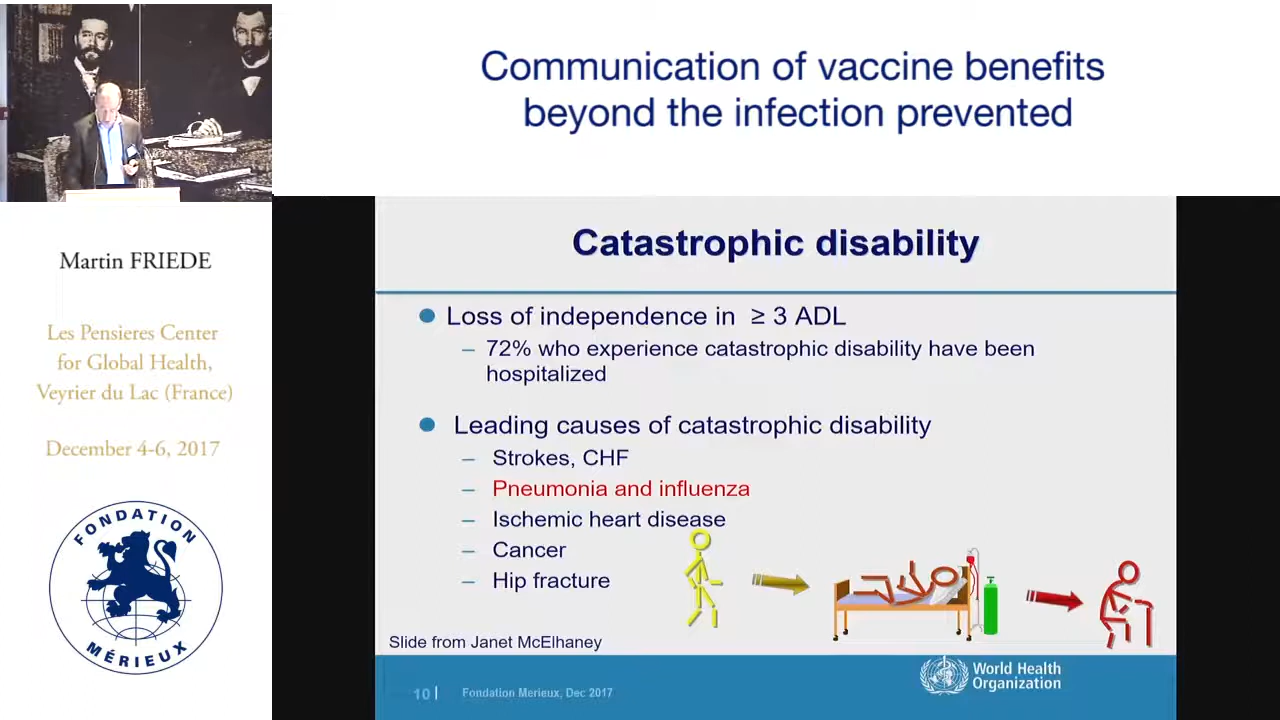 Communication of vaccine benefits
beyond the infection prevented
Martin FRIEDE
Les Pensieres Center
for Global Health,
Veyrier du Lac (France)
December 4-6, 2017
FONDATION
MÉRIEUX
Catastrophic disability
Loss of independence in ≥ 3 ADL
– 72% who experience catastrophic disability have been
hospitalized
Leading causes of catastrophic disability
– Strokes, CHF
– Pneumonia and influenza
– Ischemic heart disease
– Cancer
– Hip fracture
Slide from Janet McElhaney
10 | Fondation Merieux, Dec 2017
World Health
Organization